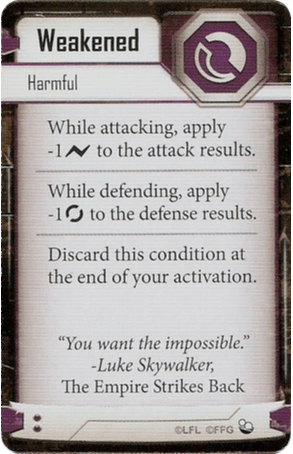 Weakened
Harmful
While attacking, apply
-1 to the attack results.
While defending, apply
-1 to the defense results.
Discard this condition at
the end of your activation.
“You want the impossible.”
-Luke Skywalker,
The Empire Strikes Back
©LFL ©FFG